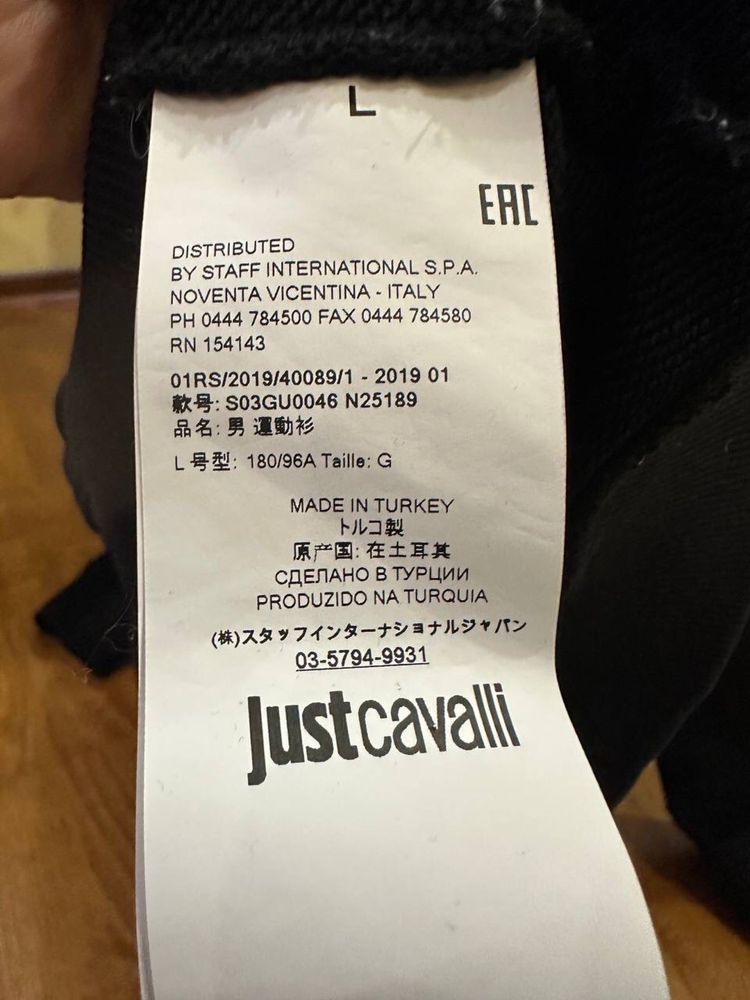 L
EAC
DISTRIBUTED
BY STAFF INTERNATIONAL S.P.A.
NOVENTA VICENTINA - ITALY
PH 0444 784500 FAX 0444 784580
RN 154143
01RS/2019/40089/1 - 2019 01
款号: S03GU0046 N25189
品名: 男 運動衫
L 号型: 180/96A Taille: G
MADE IN TURKEY
トルコ製
原产国: 在土耳其
СДЕЛАНО В ТУРЦИИ
PRODUZIDO NA TURQUIA
(株)スタッフインターナショナルジャパン
03-5794-9931
justcavalli